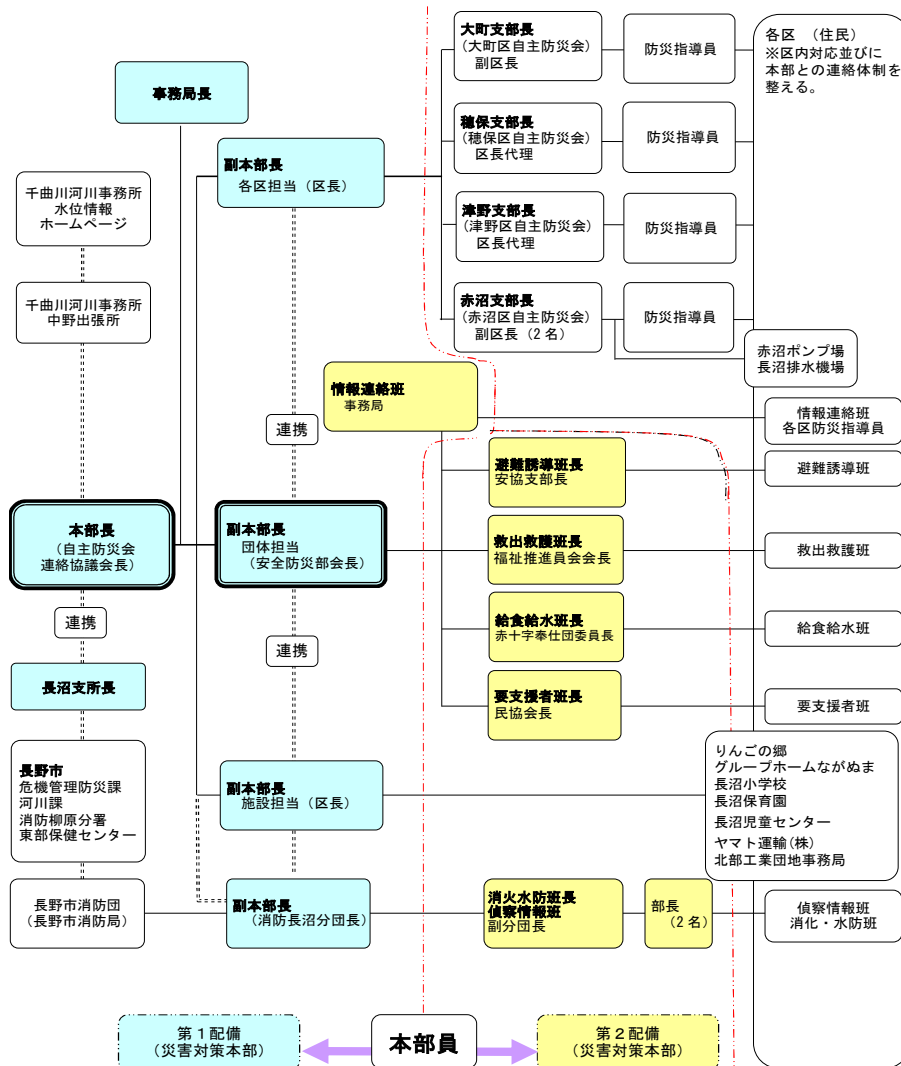 大町支部長
（大町区自主防災会）
副区長
防災指導員
各区　（住民）
※区内対応並びに
本部との連絡体制を
整える。
事務局長
穂保支部長
（穂保区自主防災会）
区長代理
防災指導員
副本部長
各区担当（区長）
千曲川河川事務所
水位情報
ホームページ
津野支部長
（津野区自主防災会）
区長代理
防災指導員
千曲川河川事務所
中野出張所
赤沼支部長
（赤沼区自主防災会）
副区長（2名）
防災指導員
赤沼ポンプ場
長沼排水機場
情報連絡班
事務局
連携
情報連絡班
各区防災指導員
避難誘導班長
安協支部長
避難誘導班
本部長
（自主防災会
連絡協議会長）
副本部長
団体担当
（安全防災部会長）
救出救護班長
福祉推進員会会長
救出救護班
連携
連携
給食給水班長
赤十字奉仕団委員長
給食給水班
長沼支所長
要支援者班長
民協会長
要支援者班
長野市
危機管理防災課
河川課
消防柳原分署
東部保健センター
副本部長
施設担当（区長）
りんごの郷
グループホームながぬま
長沼小学校
長沼保育園
長沼児童センター
ヤマト運輸(株)
北部工業団地事務局
長野市消防団
（長野市消防局）
副本部長
（消防長沼分団長）
消火水防班長
偵察情報班
副分団長
部長
（2名）
偵察情報班
消化・水防班
第１配備
（災害対策本部）
本部員
第２配備
（災害対策本部）